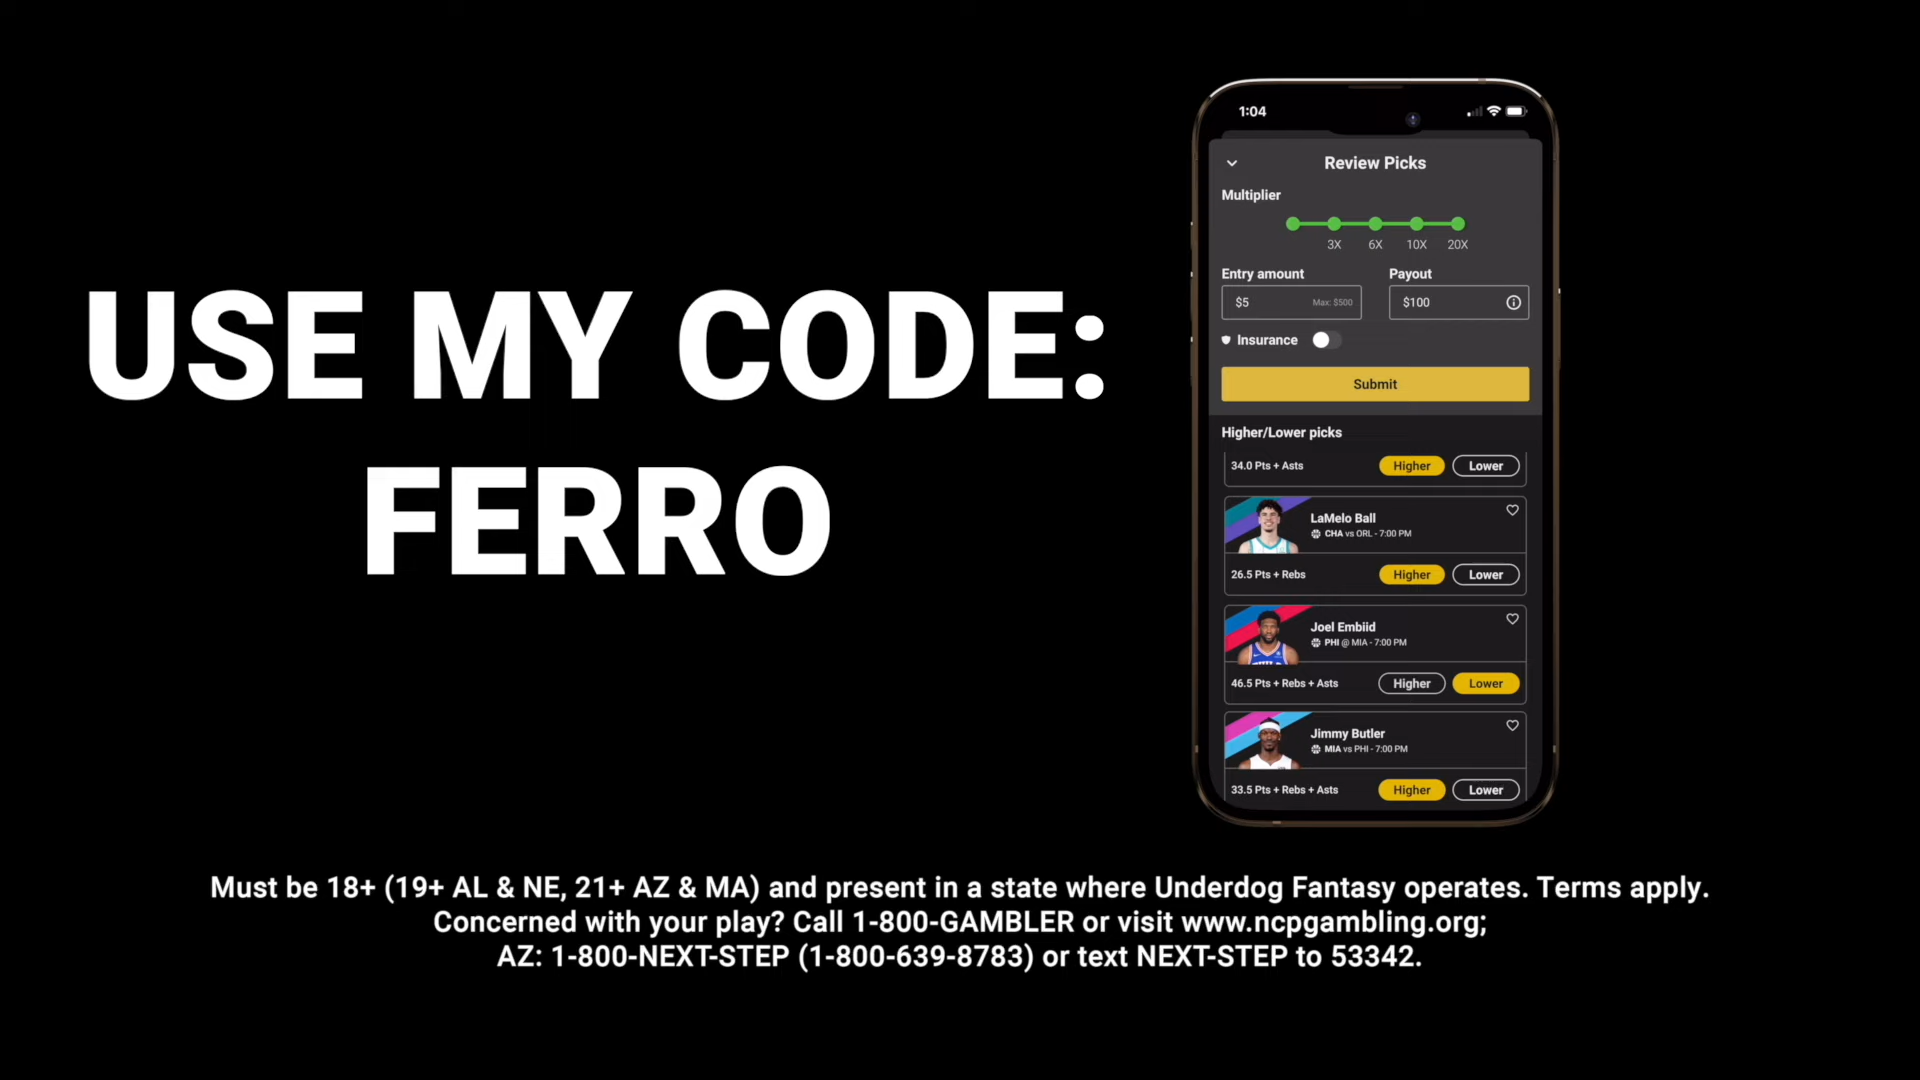 USE MY CODE:
FERRO
1:04
Review Picks
Multiplier
3X 6X 10X 20X
Entry amount Payout
$5 Max: $500 $100
Insurance
Submit
Higher/Lower picks
34.0 Pts + Asts Higher Lower
LaMelo Ball
CHA vs ORL - 7:00 PM
26.5 Pts + Rebs Higher Lower
Joel Embiid
PHI @ MIA - 7:00 PM
46.5 Pts + Rebs + Asts Higher Lower
Jimmy Butler
MIA vs PHI - 7:00 PM
33.5 Pts + Rebs + Asts Higher Lower
Must be 18+ (19+ AL & NE, 21+ AZ & MA) and present in a state where Underdog Fantasy operates. Terms apply.
Concerned with your play? Call 1-800-GAMBLER or visit www.ncpgambling.org;
AZ: 1-800-NEXT-STEP (1-800-639-8783) or text NEXT-STEP to 53342.